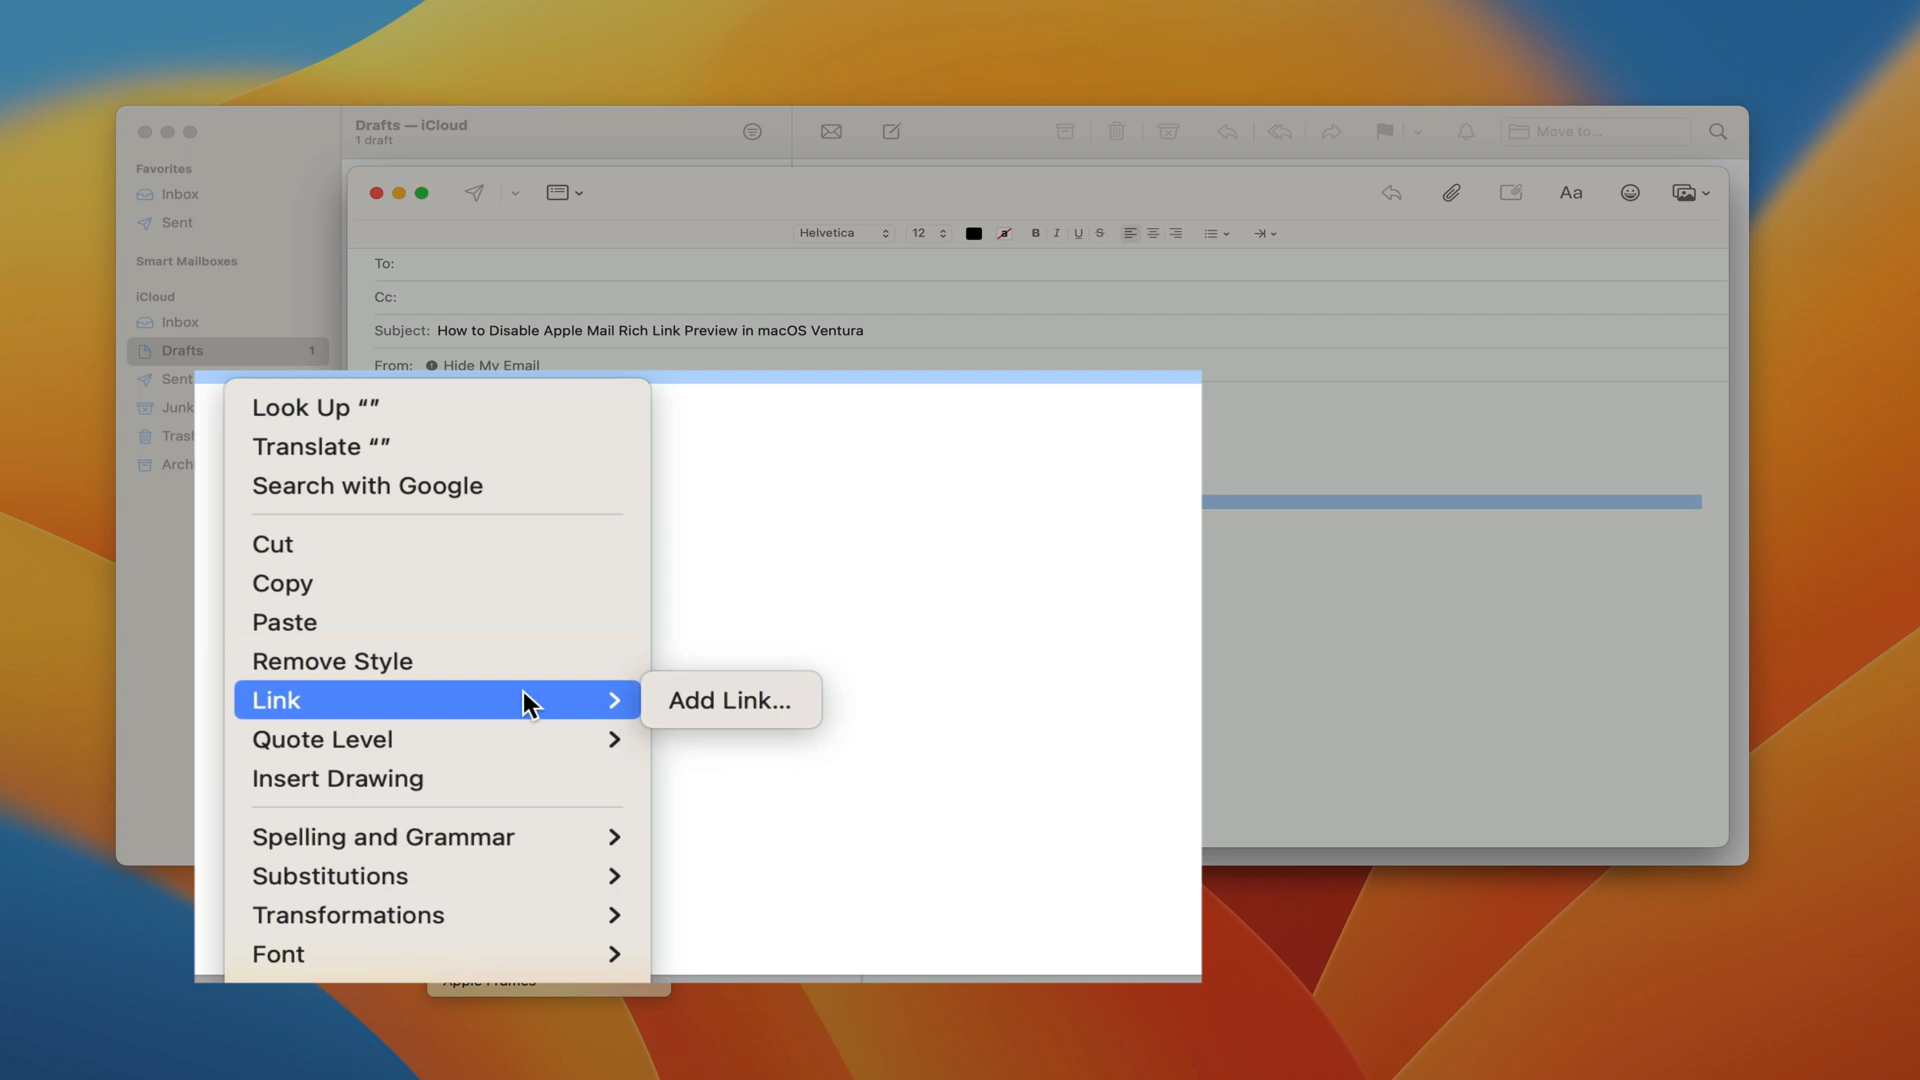 Drafts — iCloud
1 draft
Move to...
Favorites
Inbox
Sent
Smart Mailboxes
iCloud
Inbox
Drafts 1
Sent
Junk
Trash
Arch
Helvetica 12 a B I U S
Aa
To:
Cc:
Subject: How to Disable Apple Mail Rich Link Preview in macOS Ventura
From: Hide My Email
Look Up “”
Translate “”
Search with Google
Cut
Copy
Paste
Remove Style
Link
Add Link...
Quote Level
Insert Drawing
Spelling and Grammar
Substitutions
Transformations
Font
Apple Frames